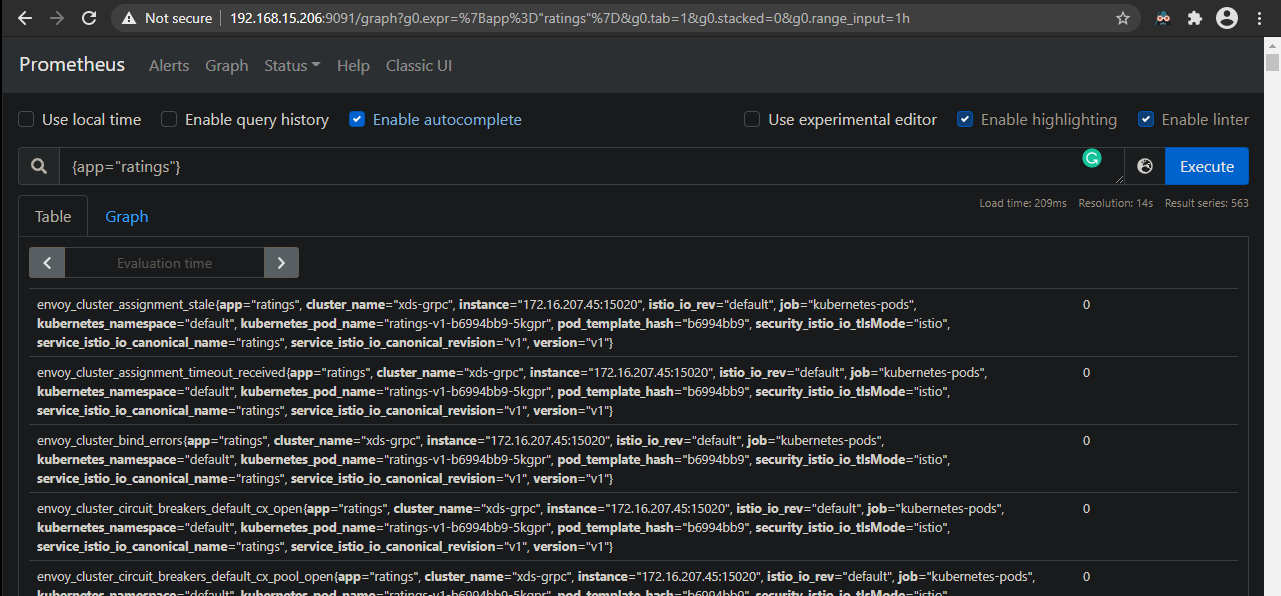 Not secure 192.168.15.206:9091/graph?g0.expr=%7Bapp%3D"ratings"%7D&g0.tab=1&g0.stacked=0&g0.range_input=1h
Prometheus Alerts Graph Status Help Classic UI
Use local time Enable query history Enable autocomplete Use experimental editor Enable highlighting Enable linter
{app="ratings"} Execute
Load time: 209ms Resolution: 14s Result series: 563
Table Graph
Evaluation time
envoy_cluster_assignment_stale{app="ratings", cluster_name="xds-grpc", instance="172.16.207.45:15020", istio_io_rev="default", job="kubernetes-pods", 0
kubernetes_namespace="default", kubernetes_pod_name="ratings-v1-b6994bb9-5kgpr", pod_template_hash="b6994bb9", security_istio_io_tlsMode="istio",
service_istio_io_canonical_name="ratings", service_istio_io_canonical_revision="v1", version="v1"}
envoy_cluster_assignment_timeout_received{app="ratings", cluster_name="xds-grpc", instance="172.16.207.45:15020", istio_io_rev="default", job="kubernetes-pods", 0
kubernetes_namespace="default", kubernetes_pod_name="ratings-v1-b6994bb9-5kgpr", pod_template_hash="b6994bb9", security_istio_io_tlsMode="istio",
service_istio_io_canonical_name="ratings", service_istio_io_canonical_revision="v1", version="v1"}
envoy_cluster_bind_errors{app="ratings", cluster_name="xds-grpc", instance="172.16.207.45:15020", istio_io_rev="default", job="kubernetes-pods", 0
kubernetes_namespace="default", kubernetes_pod_name="ratings-v1-b6994bb9-5kgpr", pod_template_hash="b6994bb9", security_istio_io_tlsMode="istio",
service_istio_io_canonical_name="ratings", service_istio_io_canonical_revision="v1", version="v1"}
envoy_cluster_circuit_breakers_default_cx_open{app="ratings", cluster_name="xds-grpc", instance="172.16.207.45:15020", istio_io_rev="default", job="kubernetes-pods", 0
kubernetes_namespace="default", kubernetes_pod_name="ratings-v1-b6994bb9-5kgpr", pod_template_hash="b6994bb9", security_istio_io_tlsMode="istio",
service_istio_io_canonical_name="ratings", service_istio_io_canonical_revision="v1", version="v1"}
envoy_cluster_circuit_breakers_default_cx_pool_open{app="ratings", cluster_name="xds-grpc", instance="172.16.207.45:15020", istio_io_rev="default", job="kubernetes-pods", 0
kubernetes_namespace="default", kubernetes_pod_name="ratings-v1-b6994bb9-5kgpr", pod_template_hash="b6994bb9", security_istio_io_tlsMode="istio",